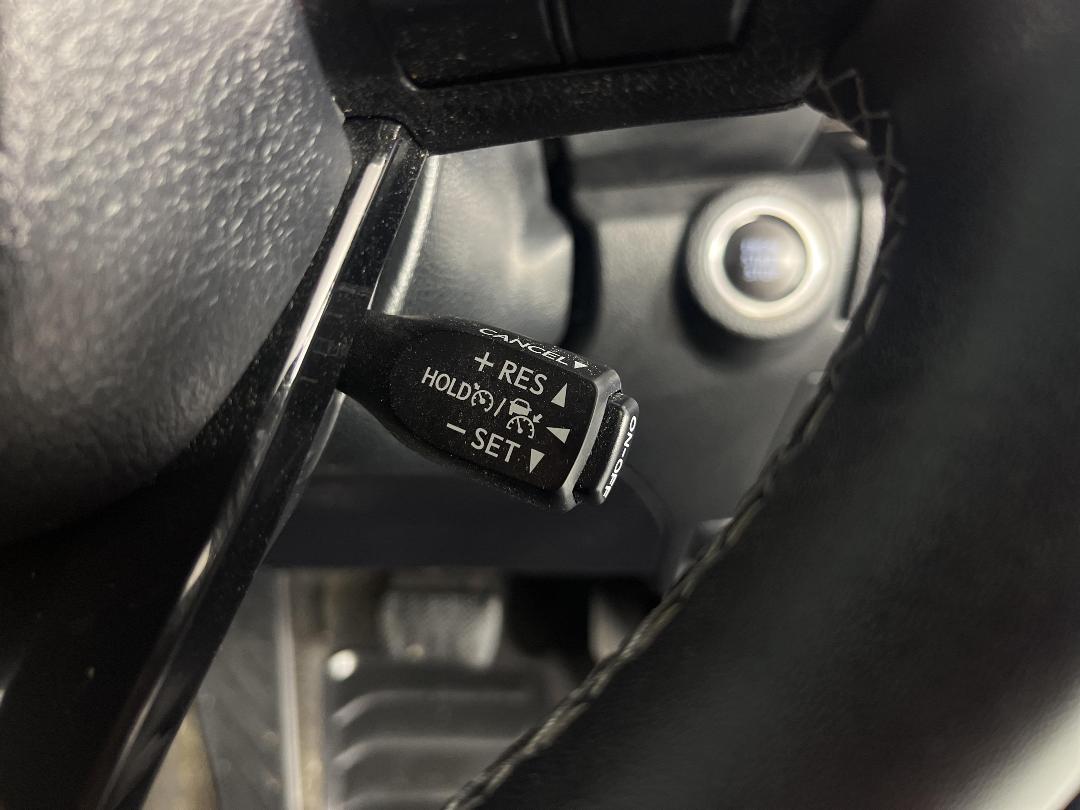 CANCEL▼
+ RES ▲
HOLD / ◀
− SET ▼
ON-OFF